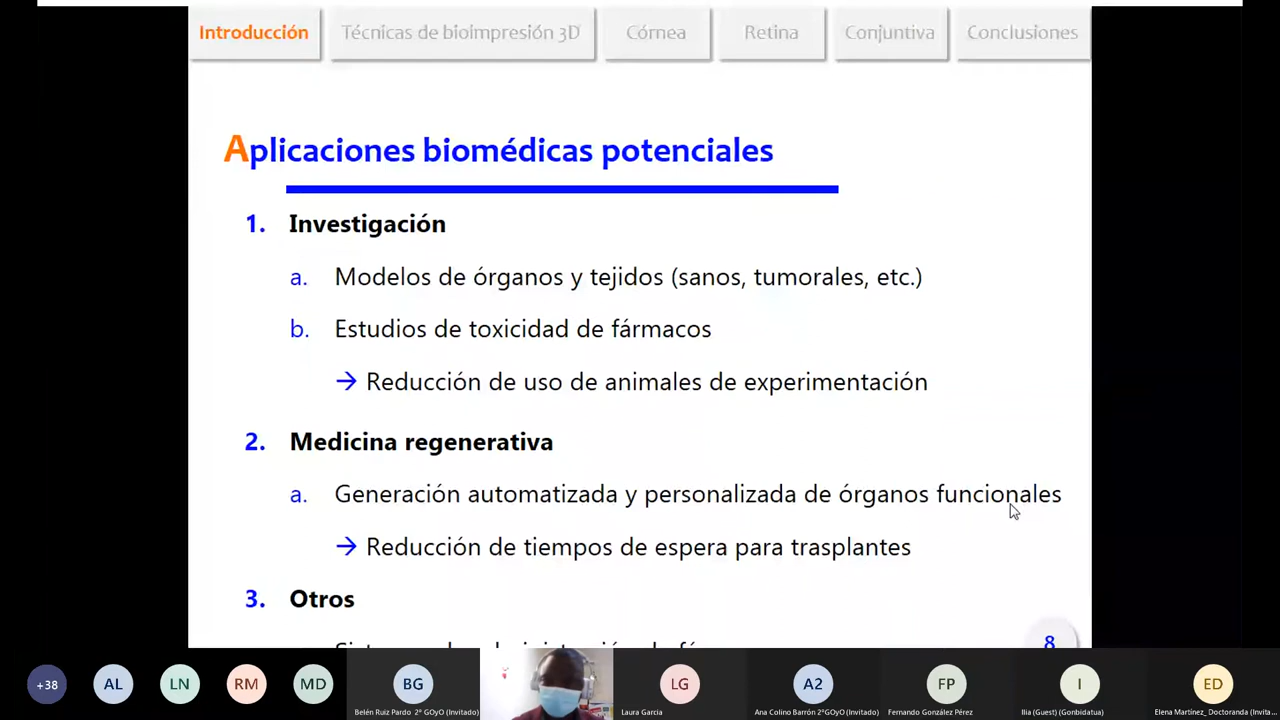 Introducción
Técnicas de bioimpresión 3D
Córnea
Retina
Conjuntiva
Conclusiones
Aplicaciones biomédicas potenciales
1. Investigación
a. Modelos de órganos y tejidos (sanos, tumorales, etc.)
b. Estudios de toxicidad de fármacos
→ Reducción de uso de animales de experimentación
2. Medicina regenerativa
a. Generación automatizada y personalizada de órganos funcionales
→ Reducción de tiempos de espera para trasplantes
3. Otros
8
+38
AL
LN
RM
MD
BG
LG
A2
FP
I
ED
Belén Ruiz Pardo 2º GOyO (Invitado)
Laura Garcia
Ana Colino Barrón 2ºGOyO (Invitado)
Fernando González Pérez
Ilia (Guest) (Gonbidatua)
Elena Martínez_Doctoranda (Invita...